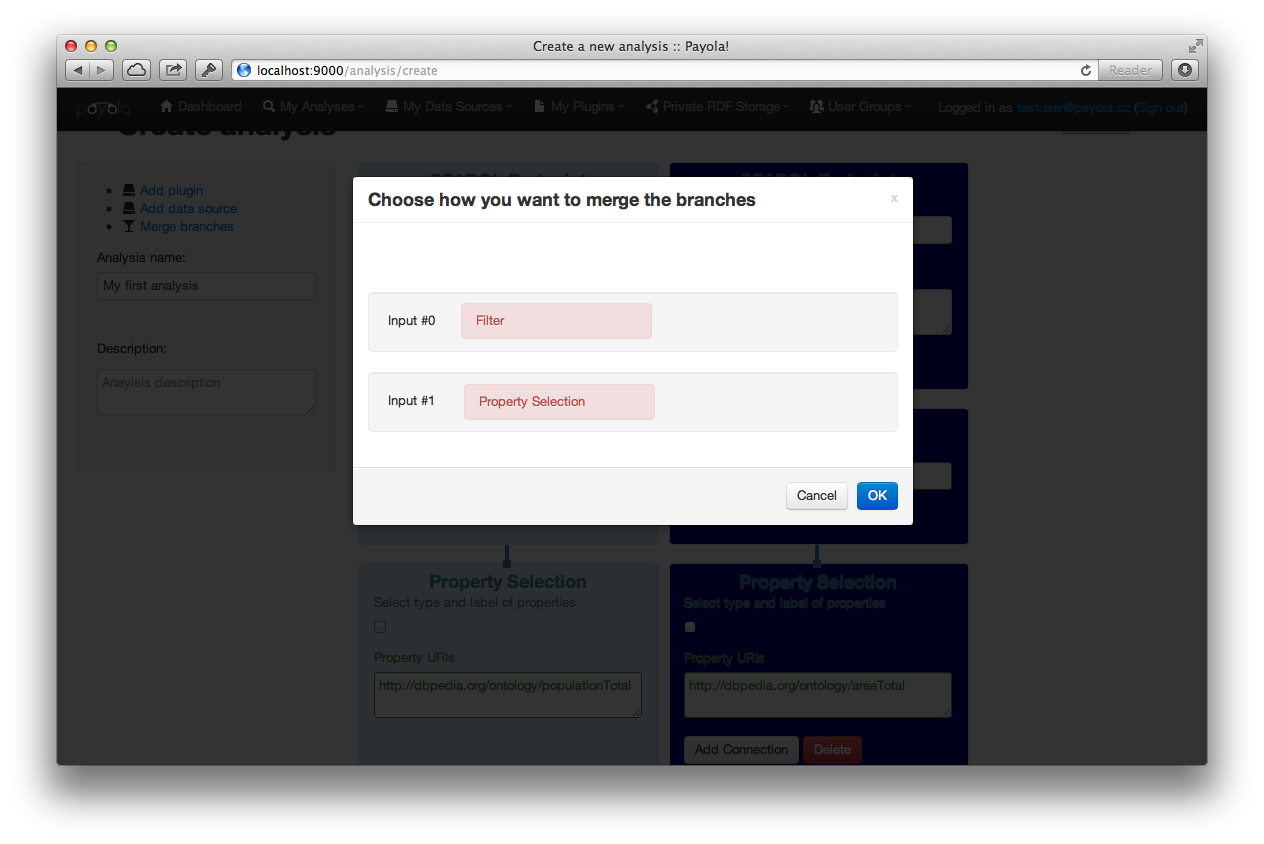 Create a new analysis :: Payola!
localhost:9000/analysis/create
Reader
payola
Dashboard
My Analyses
My Data Sources
My Plugins
Private RDF Storage
User Groups
Logged in as testuser@payola.cz (Sign out)
Create analysis
Add plugin
Add data source
Merge branches
Analysis name:
My first analysis
Description:
Anaylsis description
Choose how you want to merge the branches
x
Input #0
Filter
Input #1
Property Selection
Cancel
OK
Property Selection
Select type and label of properties
Property URIs
http://dbpedia.org/ontology/populationTotal
Property Selection
Select type and label of properties
Property URIs
http://dbpedia.org/ontology/areaTotal
Add Connection
Delete